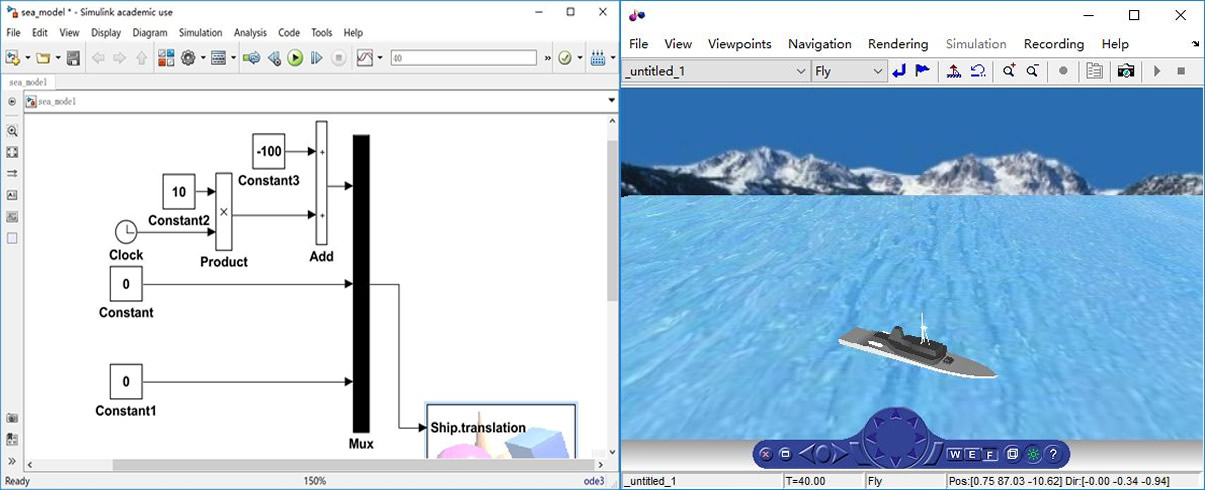 sea_model * - Simulink academic use
File Edit View Display Diagram Simulation Analysis Code Tools Help
40
»
sea_model
sea_model
-100
Constant3
10
Constant2
×
+
+
Clock
Product
Add
0
Constant
0
Constant1
Mux
Ship.translation
»
Ready 150% ode3
File View Viewpoints Navigation Rendering Simulation Recording Help
_untitled_1 Fly
W E F ?
_untitled_1 T=40.00 Fly Pos:[0.75 87.03 -10.62] Dir:[-0.00 -0.34 -0.94]